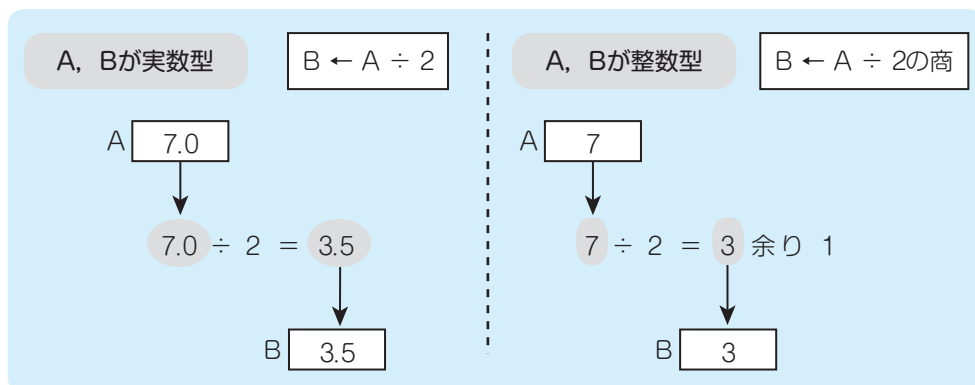 A，Bが実数型
B ← A ÷ 2
A 7.0
7.0 ÷ 2 = 3.5
B 3.5
A，Bが整数型
B ← A ÷ 2の商
A 7
7 ÷ 2 = 3 余り 1
B 3